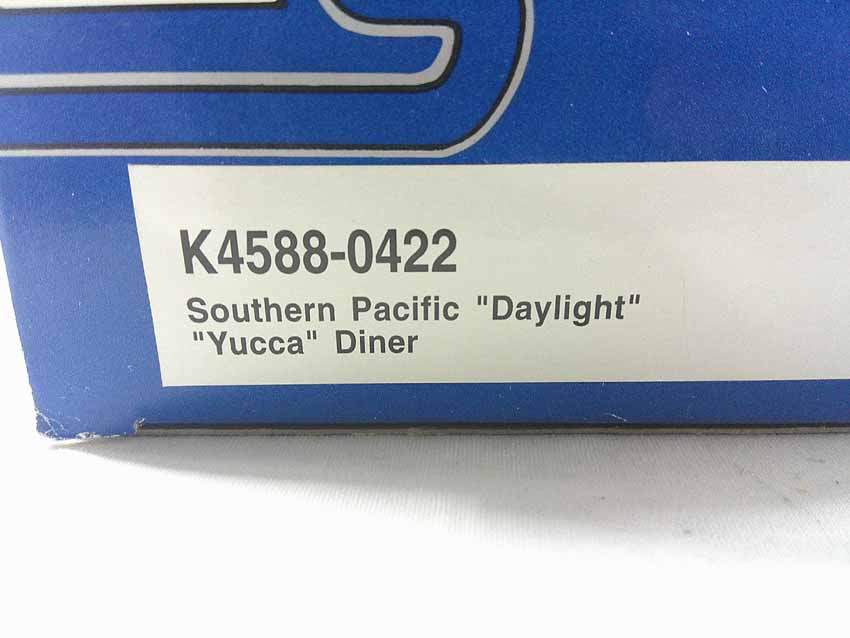 K4588-0422
Southern Pacific "Daylight"
"Yucca" Diner